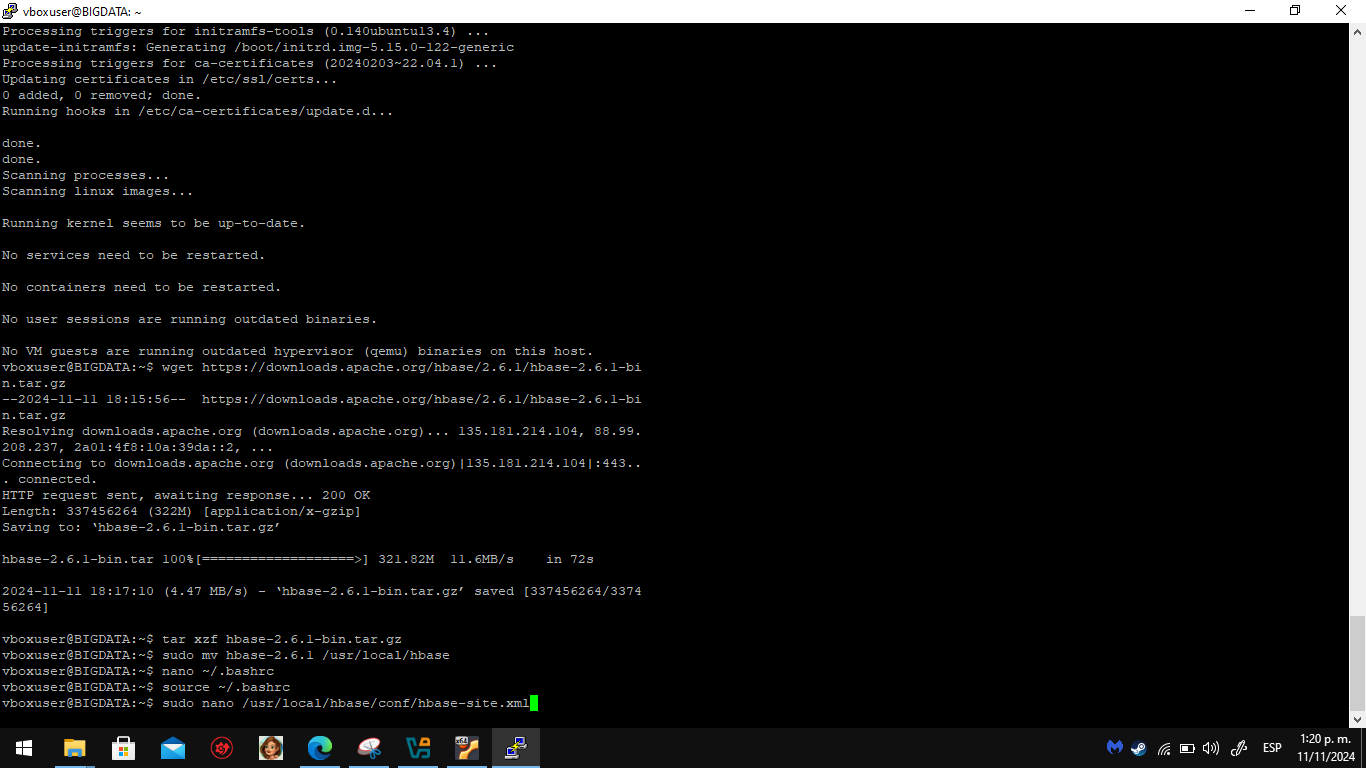 vboxuser@BIGDATA: ~
Processing triggers for initramfs-tools (0.140ubuntu13.4) ...
update-initramfs: Generating /boot/initrd.img-5.15.0-122-generic
Processing triggers for ca-certificates (20240203~22.04.1) ...
Updating certificates in /etc/ssl/certs...
0 added, 0 removed; done.
Running hooks in /etc/ca-certificates/update.d...
done.
done.
Scanning processes...
Scanning linux images...
Running kernel seems to be up-to-date.
No services need to be restarted.
No containers need to be restarted.
No user sessions are running outdated binaries.
No VM guests are running outdated hypervisor (qemu) binaries on this host.
vboxuser@BIGDATA:~$ wget https://downloads.apache.org/hbase/2.6.1/hbase-2.6.1-bi
n.tar.gz
--2024-11-11 18:15:56--  https://downloads.apache.org/hbase/2.6.1/hbase-2.6.1-bi
n.tar.gz
Resolving downloads.apache.org (downloads.apache.org)... 135.181.214.104, 88.99.
208.237, 2a01:4f8:10a:39da::2, ...
Connecting to downloads.apache.org (downloads.apache.org)|135.181.214.104|:443..
. connected.
HTTP request sent, awaiting response... 200 OK
Length: 337456264 (322M) [application/x-gzip]
Saving to: ‘hbase-2.6.1-bin.tar.gz’
hbase-2.6.1-bin.tar 100%[===================>] 321.82M  11.6MB/s    in 72s
2024-11-11 18:17:10 (4.47 MB/s) - ‘hbase-2.6.1-bin.tar.gz’ saved [337456264/3374
56264]
vboxuser@BIGDATA:~$ tar xzf hbase-2.6.1-bin.tar.gz
vboxuser@BIGDATA:~$ sudo mv hbase-2.6.1 /usr/local/hbase
vboxuser@BIGDATA:~$ nano ~/.bashrc
vboxuser@BIGDATA:~$ source ~/.bashrc
vboxuser@BIGDATA:~$ sudo nano /usr/local/hbase/conf/hbase-site.xml
ESP
1:20 p. m.
11/11/2024